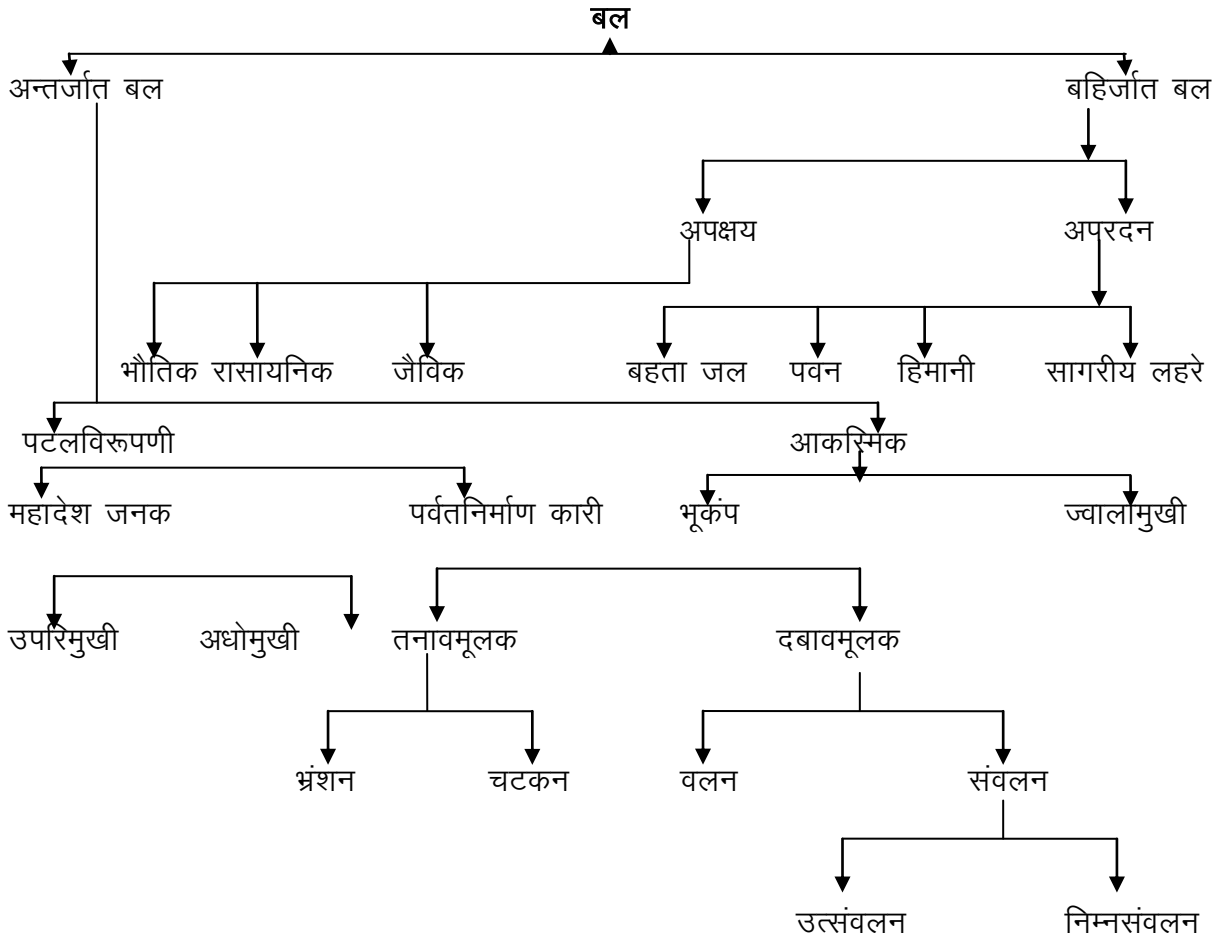 बल
अन्तर्जात बल बहिर्जात बल
अपक्षय अपरदन
भौतिक रासायनिक जैविक बहता जल पवन हिमानी सागरीय लहरे
पटलविरूपणी आकस्मिक
महादेश जनक पर्वतनिर्माण कारी भूकंप ज्वालामुखी
उपरिमुखी अधोमुखी तनावमूलक दबावमूलक
भ्रंशन चटकन वलन संवलन
उत्संवलन निम्नसंवलन